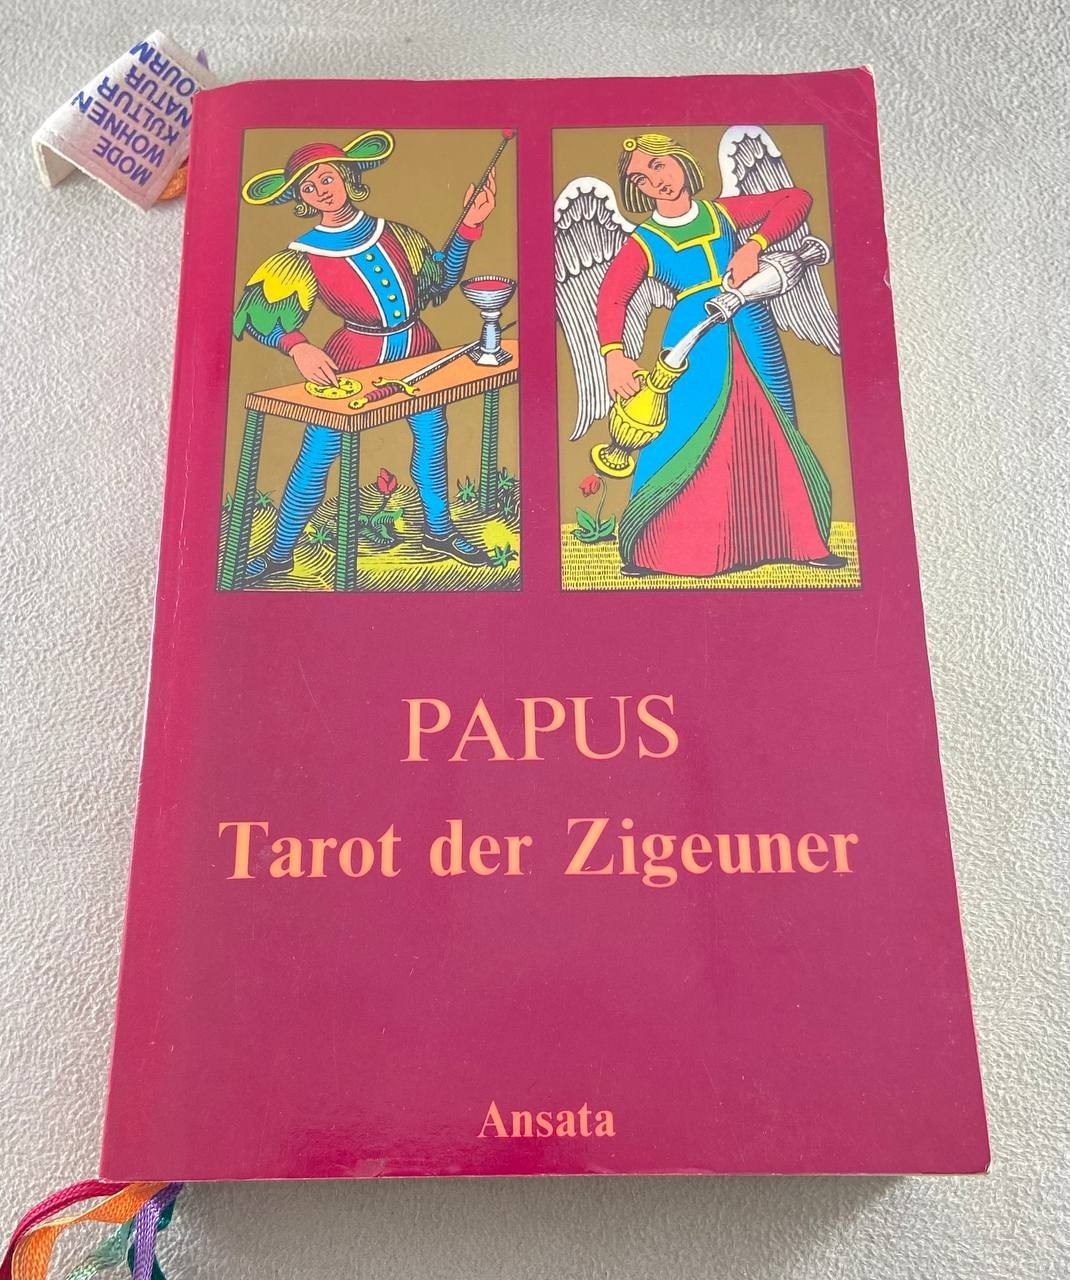 MODE
WOHNEN
KULTUR
NATUR
PAPUS
Tarot der Zigeuner
Ansata